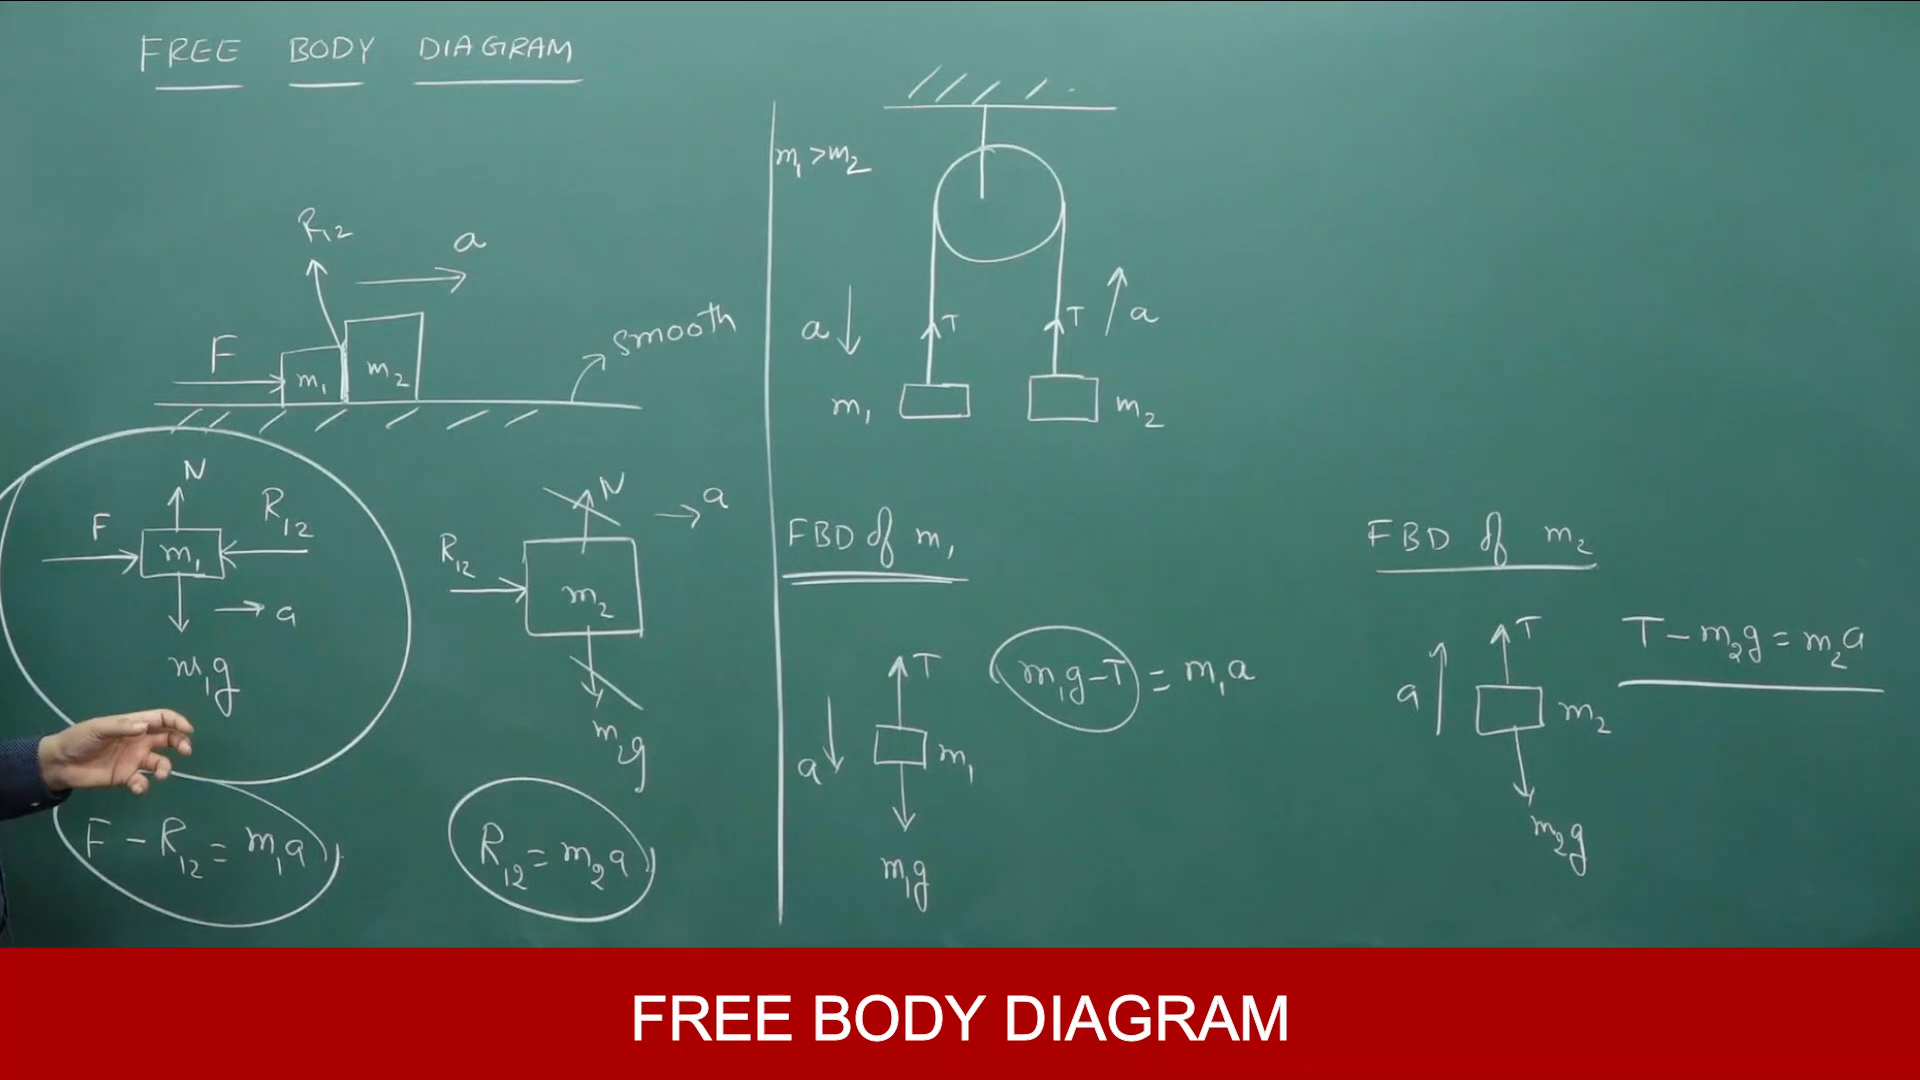 FREE BODY DIAGRAM
R₁₂
a
F
m₁
m₂
smooth
N
F
R₁₂
m₁
a
m₁g
N
a
R₁₂
m₂
m₂g
F - R₁₂ = m₁a
R₁₂ = m₂a
m₁ > m₂
a
T
T
a
m₁
m₂
FBD of m₁
T
a
m₁
m₁g
m₁g - T = m₁a
FBD of m₂
T
a
m₂
m₂g
T - m₂g = m₂a
FREE BODY DIAGRAM